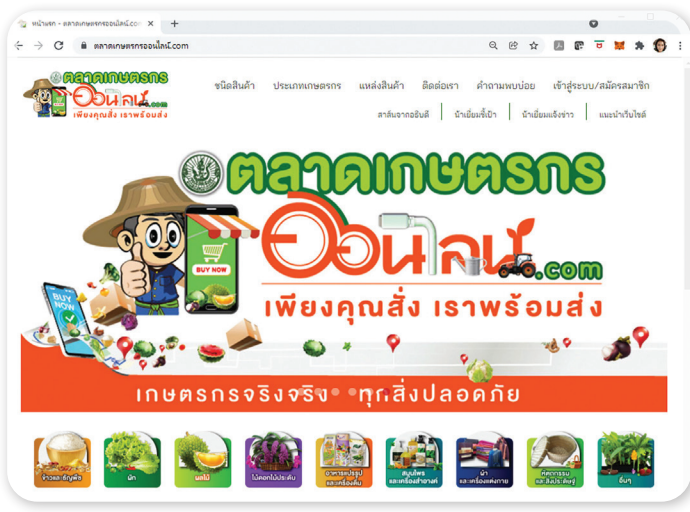 หน้าแรก - ตลาดเกษตรกรออนไลน์.com
ตลาดเกษตรกรออนไลน์.com
ตลาดเกษตรกร
ออนไลน์.com
เพียงคุณสั่ง เราพร้อมส่ง
ชนิดสินค้า ประเภทเกษตรกร แหล่งสินค้า ติดต่อเรา คำถามพบบ่อย เข้าสู่ระบบ/สมัครสมาชิก
สาส์นจากอธิบดี น้าเอี่ยมชี้เป้า น้าเอี่ยมแจ้งข่าว แนะนำเว็บไซต์
ตลาดเกษตรกร
ออนไลน์.com
BUY NOW
BUY NOW
เพียงคุณสั่ง เราพร้อมส่ง
เกษตรกรจริงจริง ทุกสิ่งปลอดภัย
ข้าวและธัญพืช ผัก ผลไม้ ไม้ดอกไม้ประดับ อาหารแปรรูปและเครื่องดื่ม สมุนไพรและเครื่องสำอางค์ ผ้าและเครื่องแต่งกาย หัตถกรรมและสิ่งประดิษฐ์ อื่นๆ